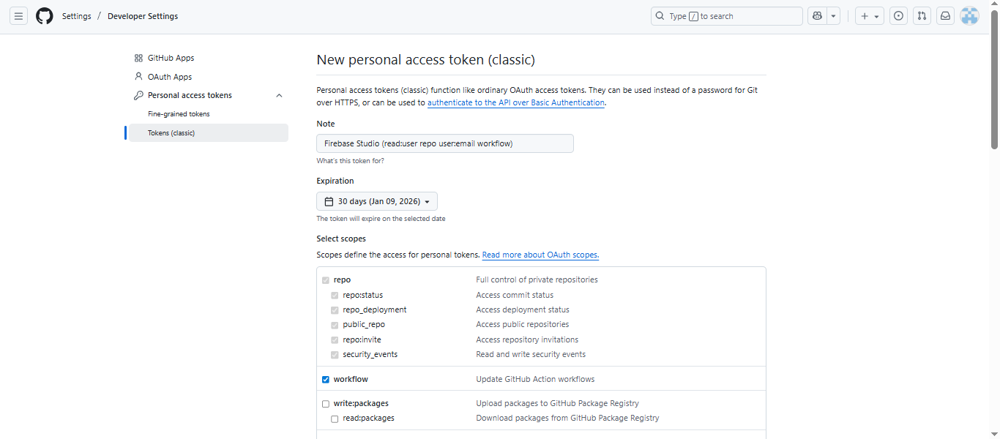 Settings / Developer Settings
Type / to search
GitHub Apps
OAuth Apps
Personal access tokens
Fine-grained tokens
Tokens (classic)
New personal access token (classic)
Personal access tokens (classic) function like ordinary OAuth access tokens. They can be used instead of a password for Git
over HTTPS, or can be used to authenticate to the API over Basic Authentication.
Note
Firebase Studio (read:user repo user:email workflow)
What's this token for?
Expiration
30 days (Jan 09, 2026)
The token will expire on the selected date
Select scopes
Scopes define the access for personal tokens. Read more about OAuth scopes.
repo Full control of private repositories
repo:status Access commit status
repo_deployment Access deployment status
public_repo Access public repositories
repo:invite Access repository invitations
security_events Read and write security events
workflow Update GitHub Action workflows
write:packages Upload packages to GitHub Package Registry
read:packages Download packages from GitHub Package Registry